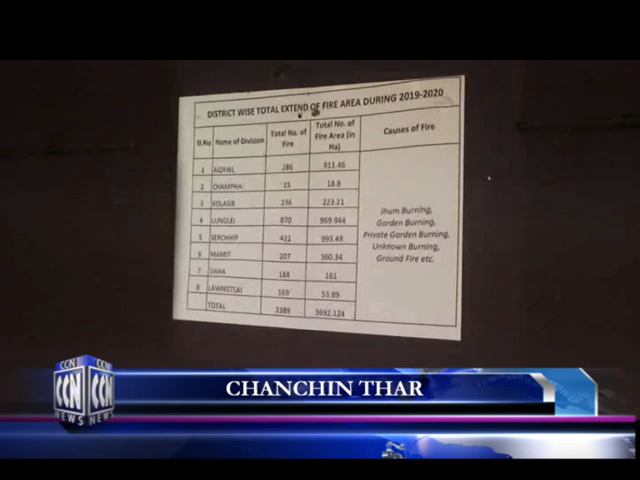 DISTRICT WISE TOTAL EXTEND OF FIRE AREA DURING 2019-2020
Sl.No Name of Division Total No. of Fire Total No. of Fire Area (in Ha) Causes of Fire
1 AIZAWL 286 911.46
2 CHAMPHAI 15 18.8
3 KOLASIB 236 223.21
4 LUNGLEI 870 969.944
5 SERCHHIP 422 993.48
6 MAMIT 207 360.34
7 SIAHA 184 161
8 LAWNGTLAI 169 53.89
TOTAL 2389 3692.124
Jhum Burning,
Garden Burning,
Private Garden Burning,
Unknown Burning,
Ground Fire etc.
CHANCHIN THAR
CCN CCN
CCN CCN
NEWS NEWS